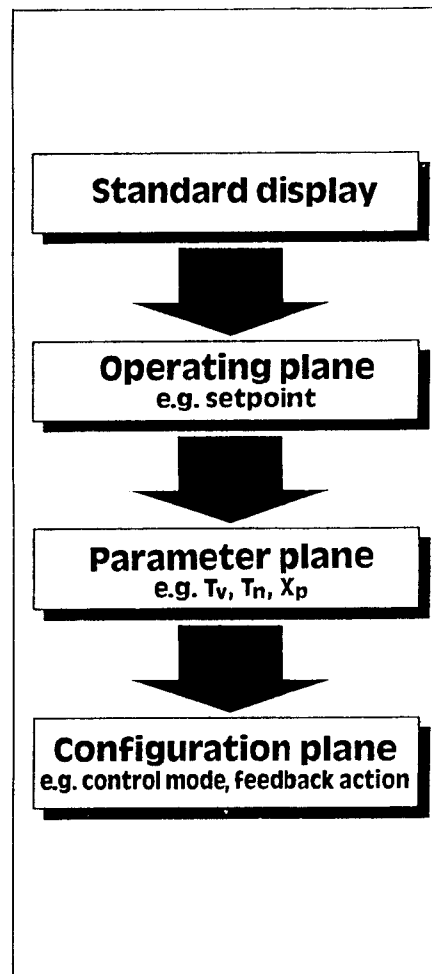 Standard display
Operating plane
e.g. setpoint
Parameter plane
e.g. Tv, Tn, Xp
Configuration plane
e.g. control mode, feedback action